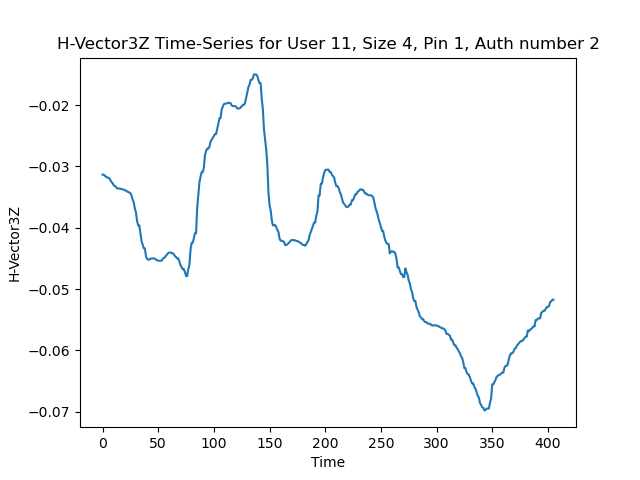 H-Vector3Z Time-Series for User 11, Size 4, Pin 1, Auth number 2
H-Vector3Z
−0.02
−0.03
−0.04
−0.05
−0.06
−0.07
0 50 100 150 200 250 300 350 400
Time